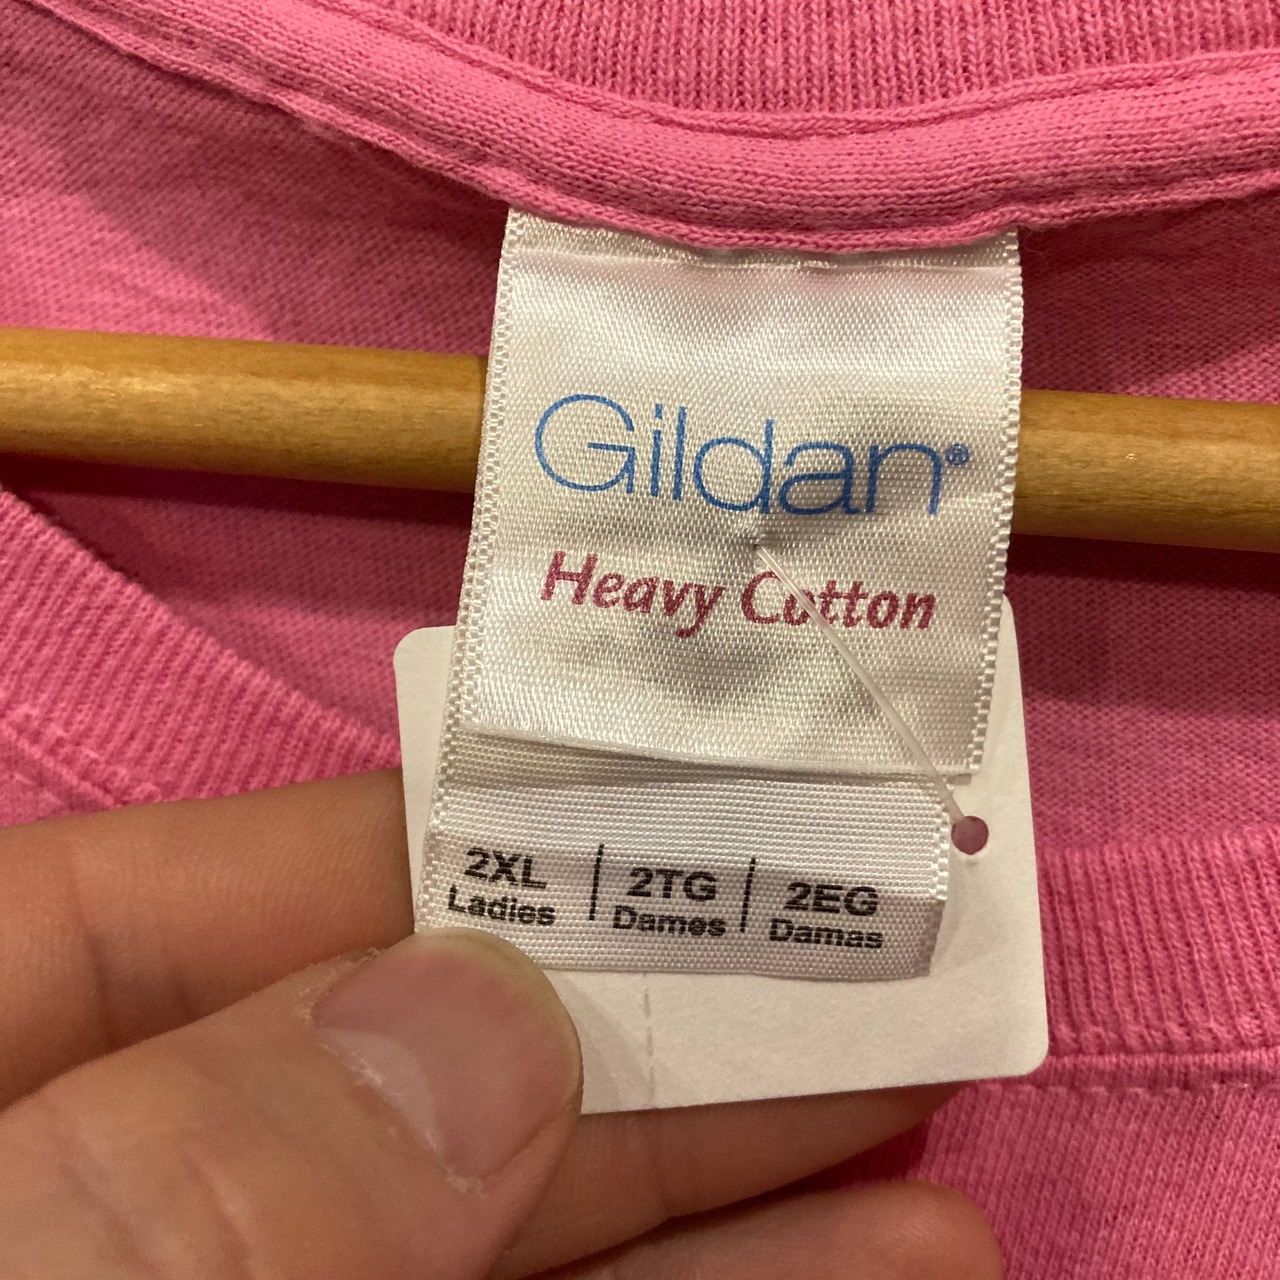 Gildan®
Heavy Cotton
2XL | 2TG | 2EG
Ladies | Dames | Damas